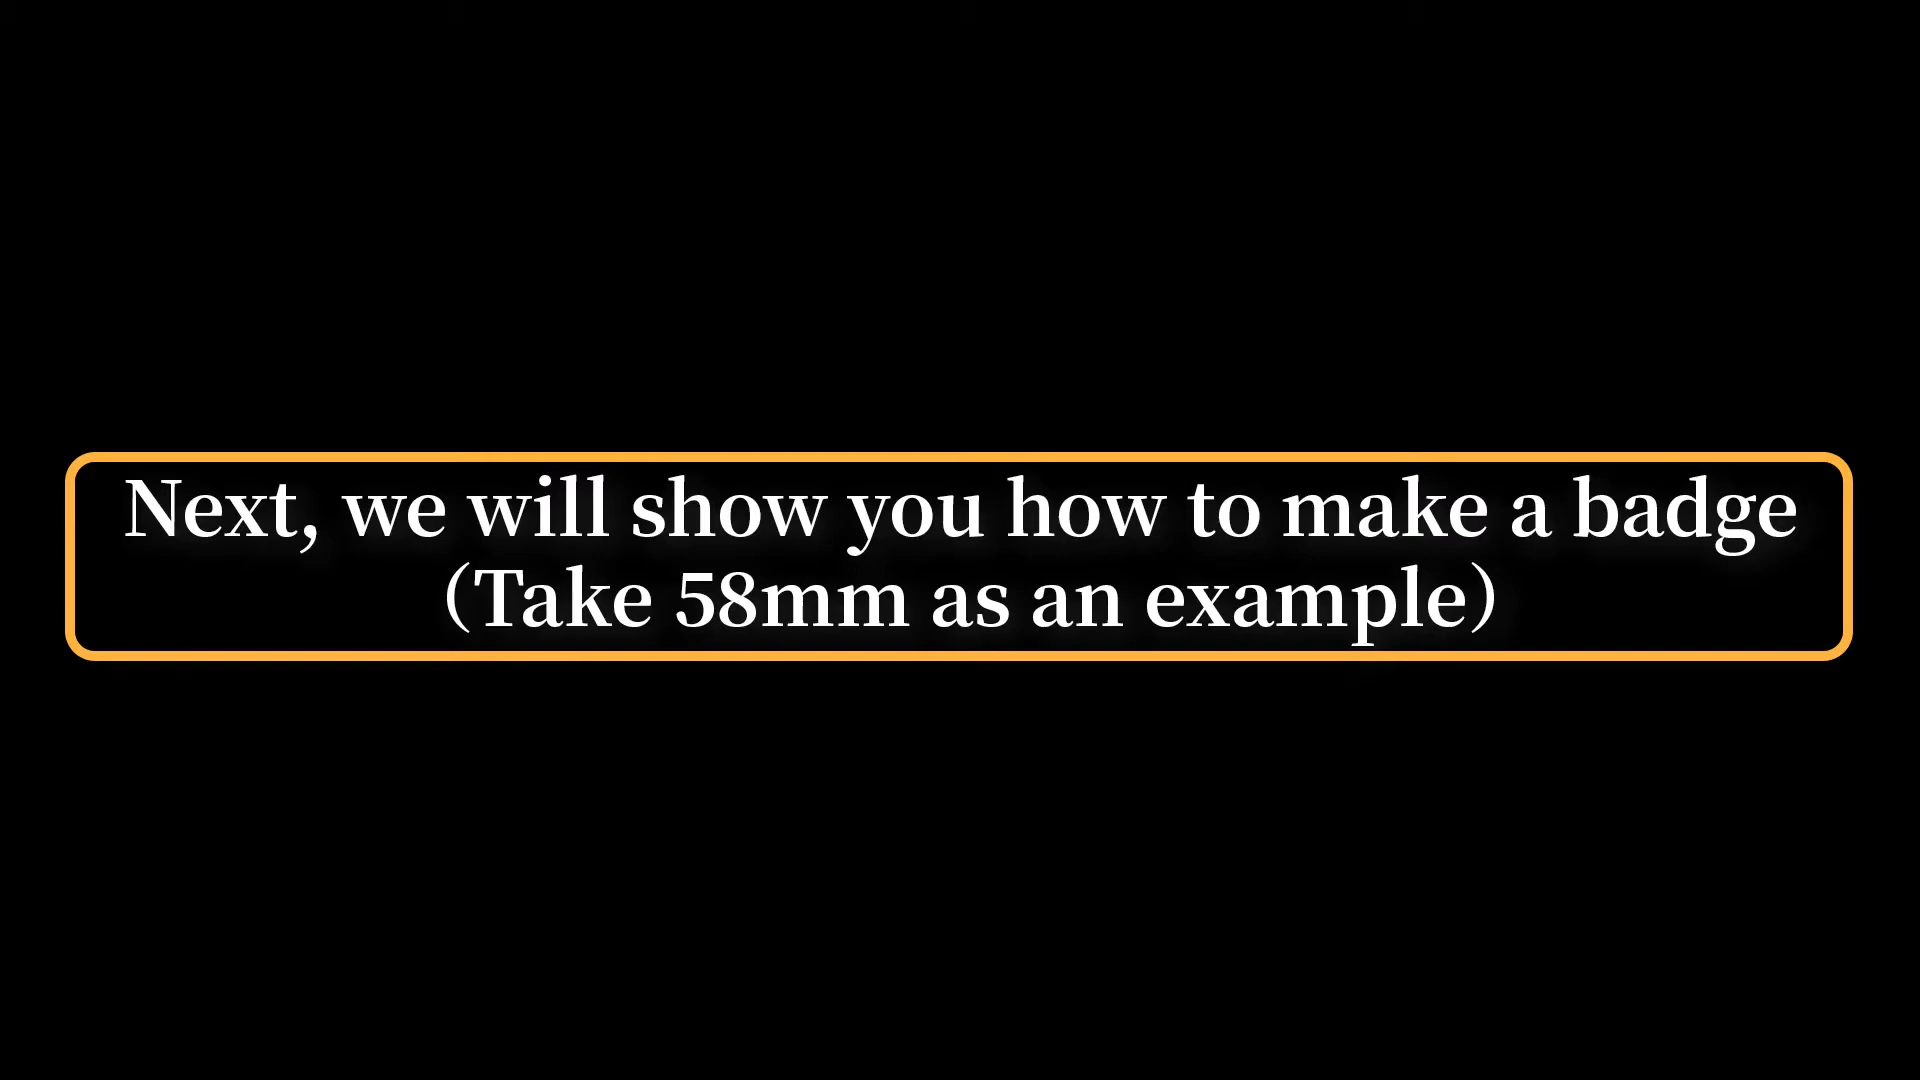 Next, we will show you how to make a badge
(Take 58mm as an example)